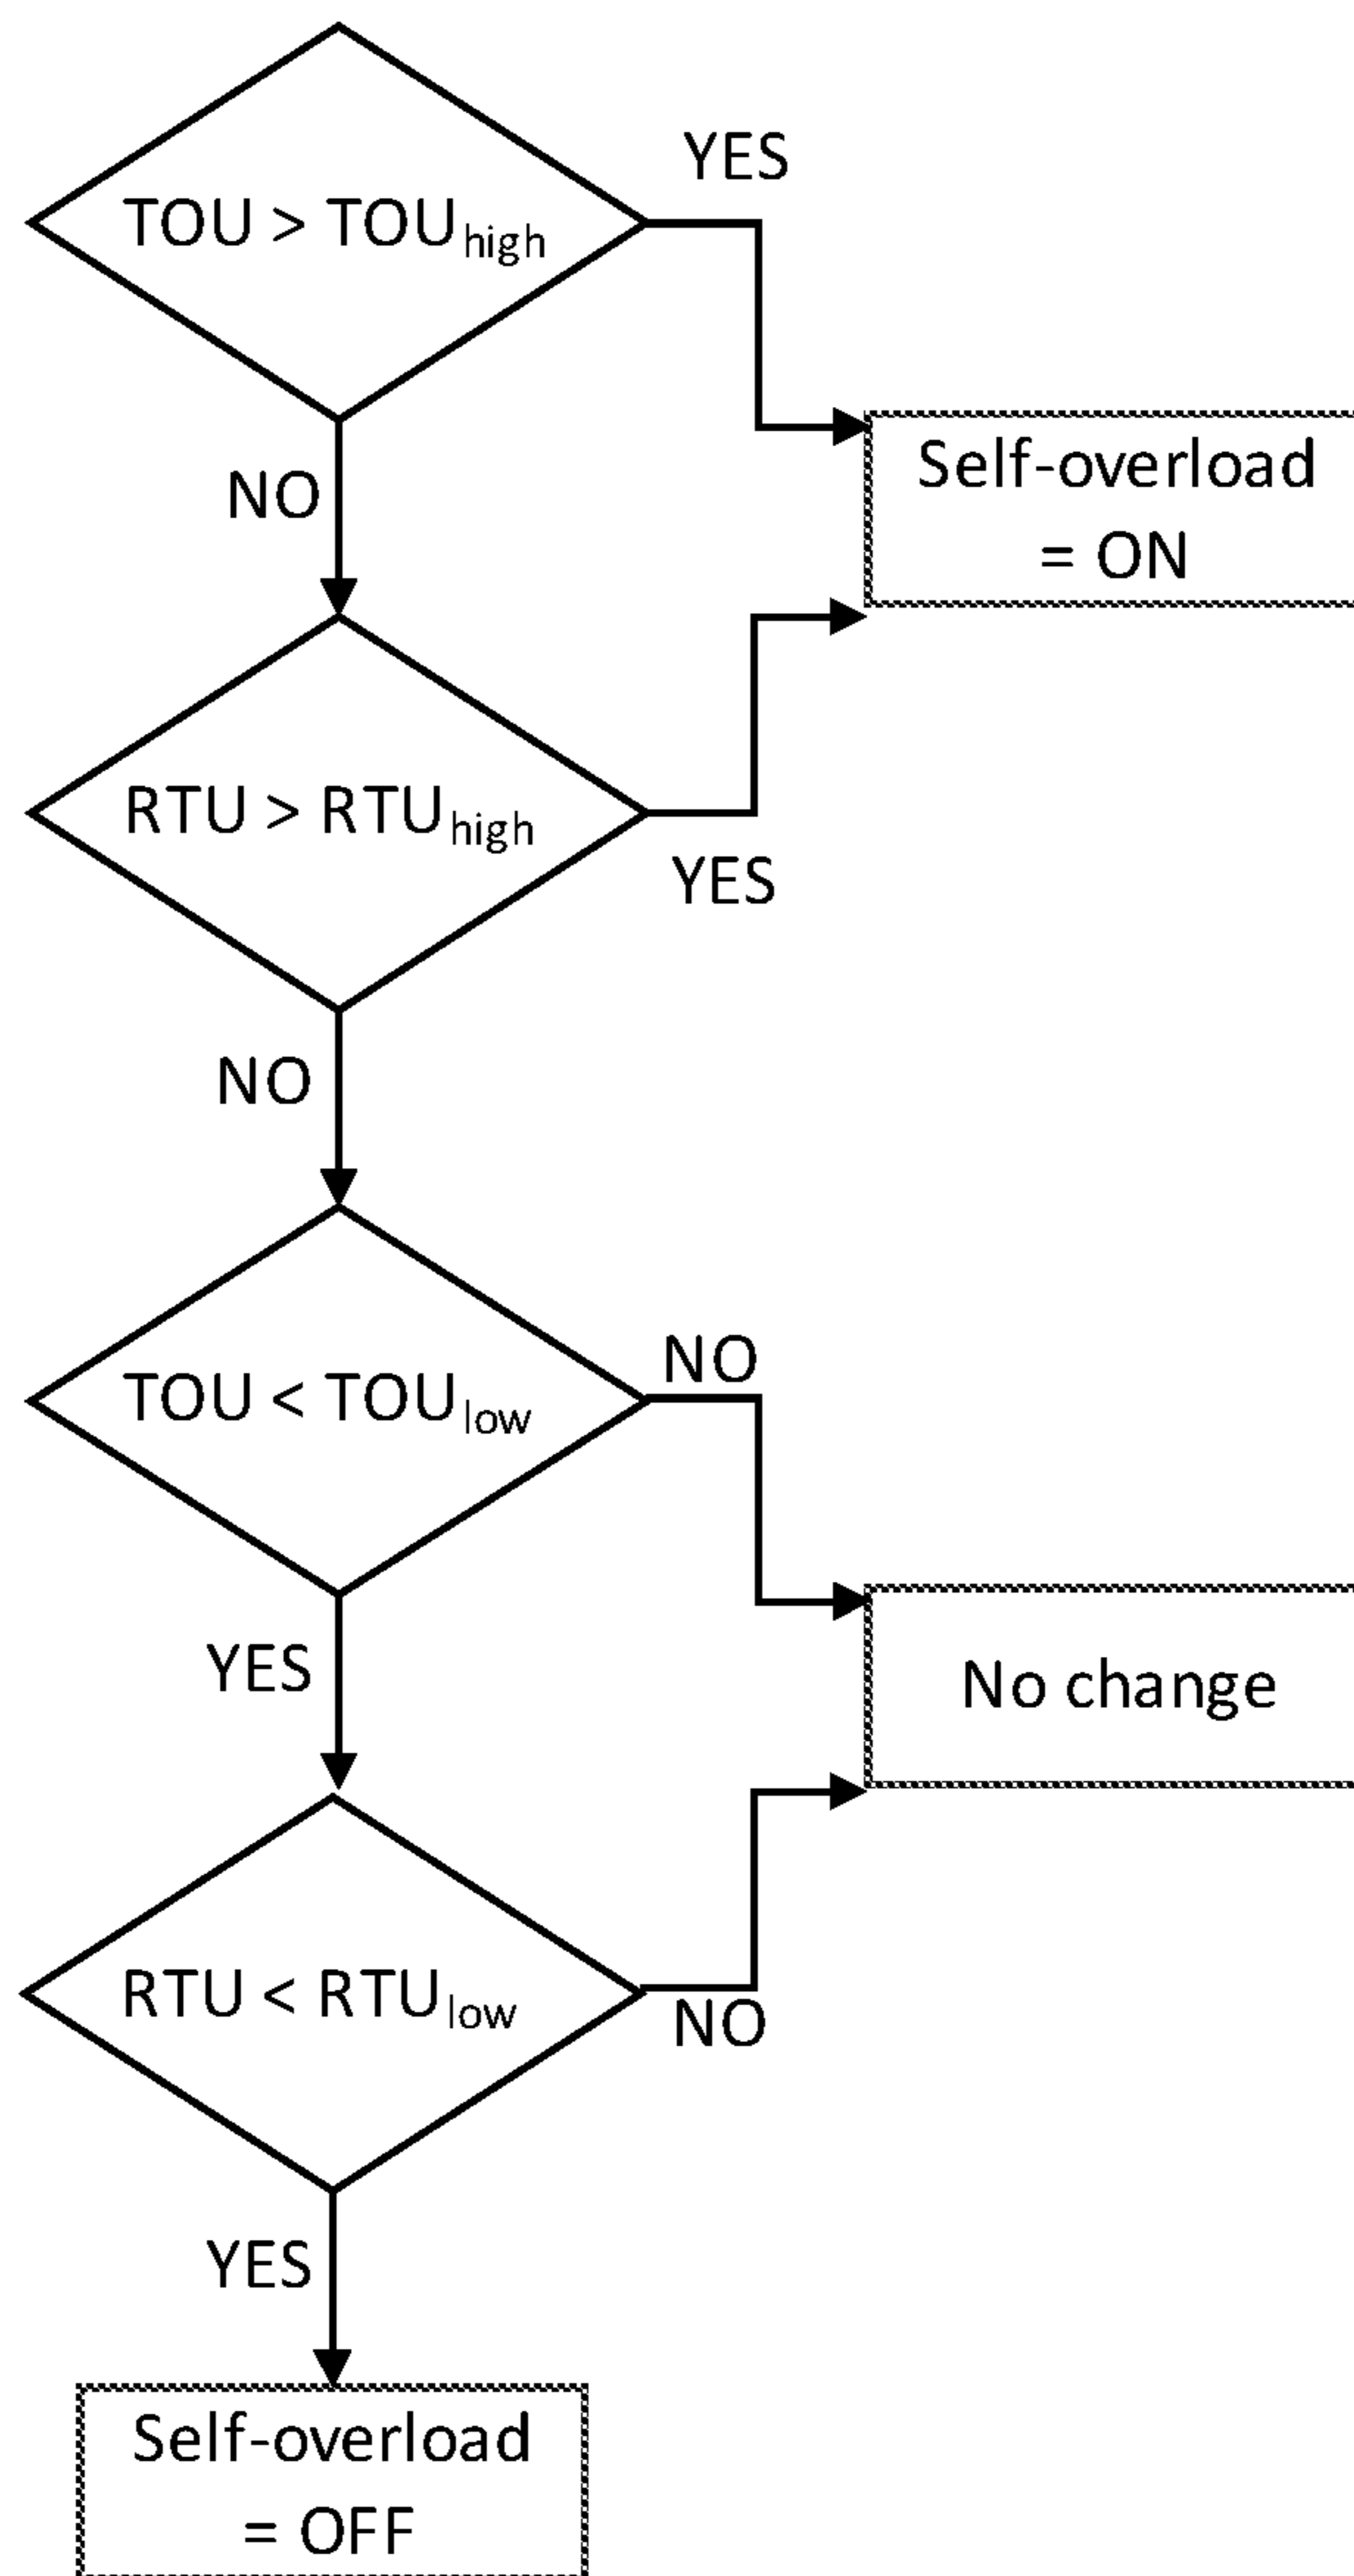 YES
TOU > TOUhigh
Self-overload
= ON
NO
RTU > RTUhigh
YES
NO
NO
TOU < TOUlow
YES
No change
RTU < RTUlow
NO
YES
Self-overload
= OFF